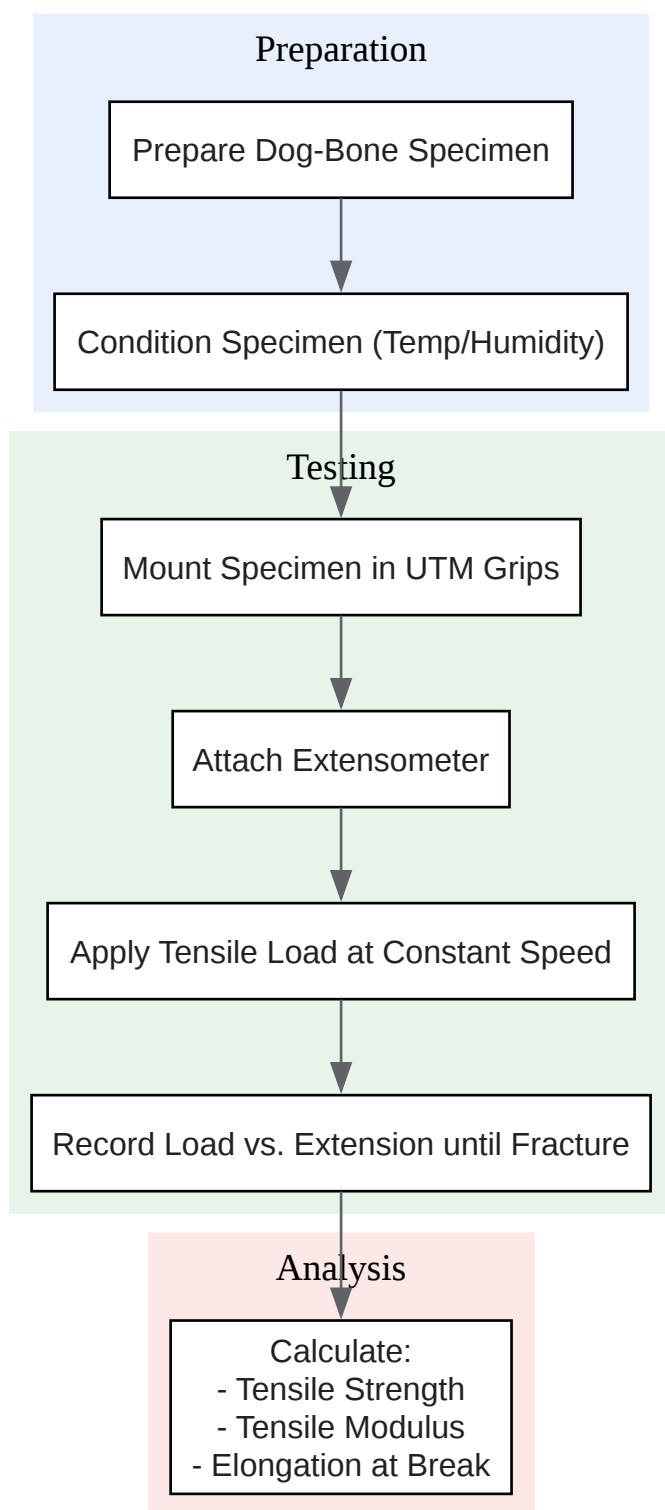 Preparation
Prepare Dog-Bone Specimen
Condition Specimen (Temp/Humidity)
Testing
Mount Specimen in UTM Grips
Attach Extensometer
Apply Tensile Load at Constant Speed
Record Load vs. Extension until Fracture
Analysis
Calculate:
- Tensile Strength
- Tensile Modulus
- Elongation at Break